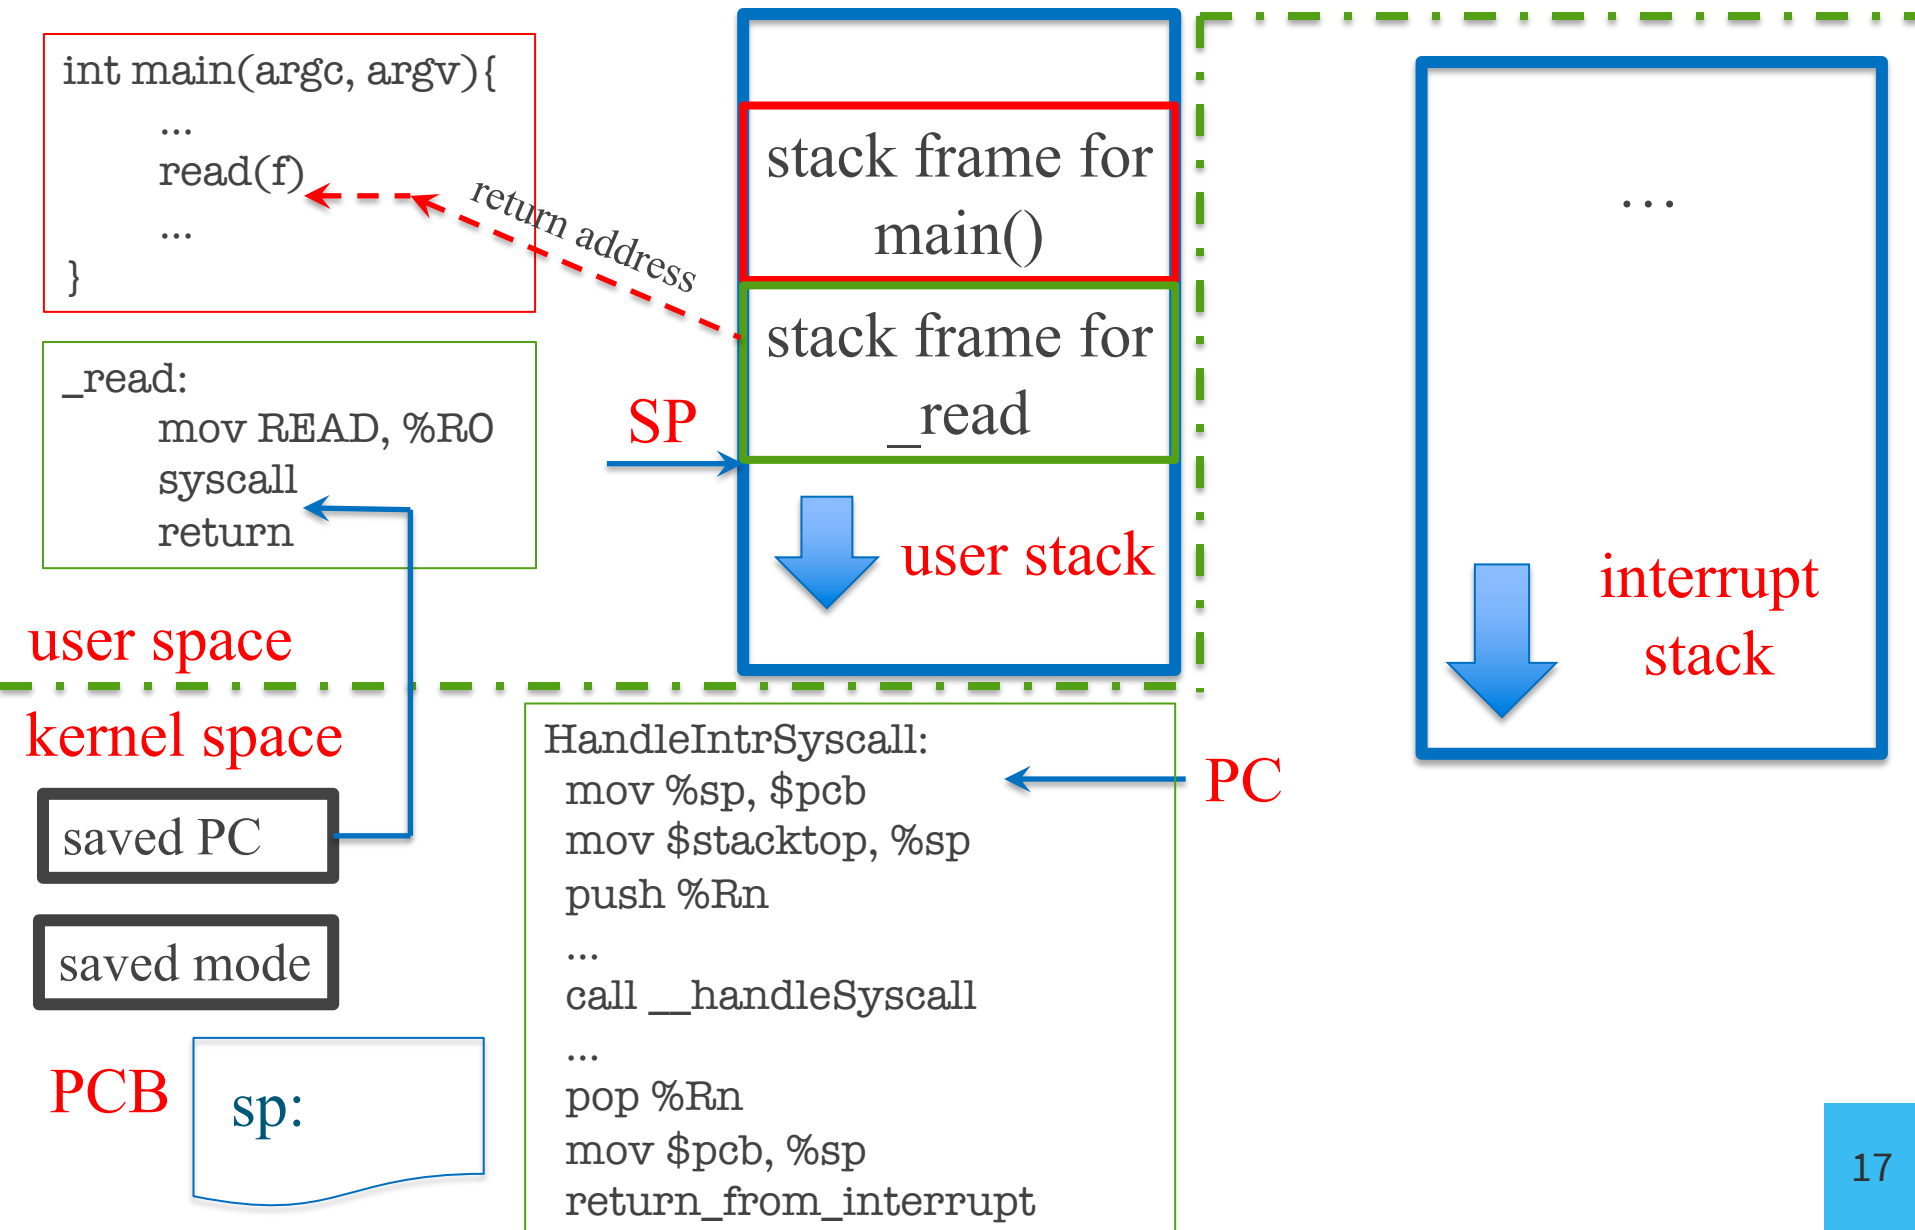 int main(argc, argv){
...
read(f)
...
}
return address
_read:
mov READ, %R0
syscall
return
SP
stack frame for
main()
stack frame for
_read
user stack
...
interrupt
stack
user space
kernel space
saved PC
saved mode
PCB
sp:
HandleIntrSyscall:
mov %sp, $pcb
mov $stacktop, %sp
push %Rn
...
call __handleSyscall
...
pop %Rn
mov $pcb, %sp
return_from_interrupt
PC
17